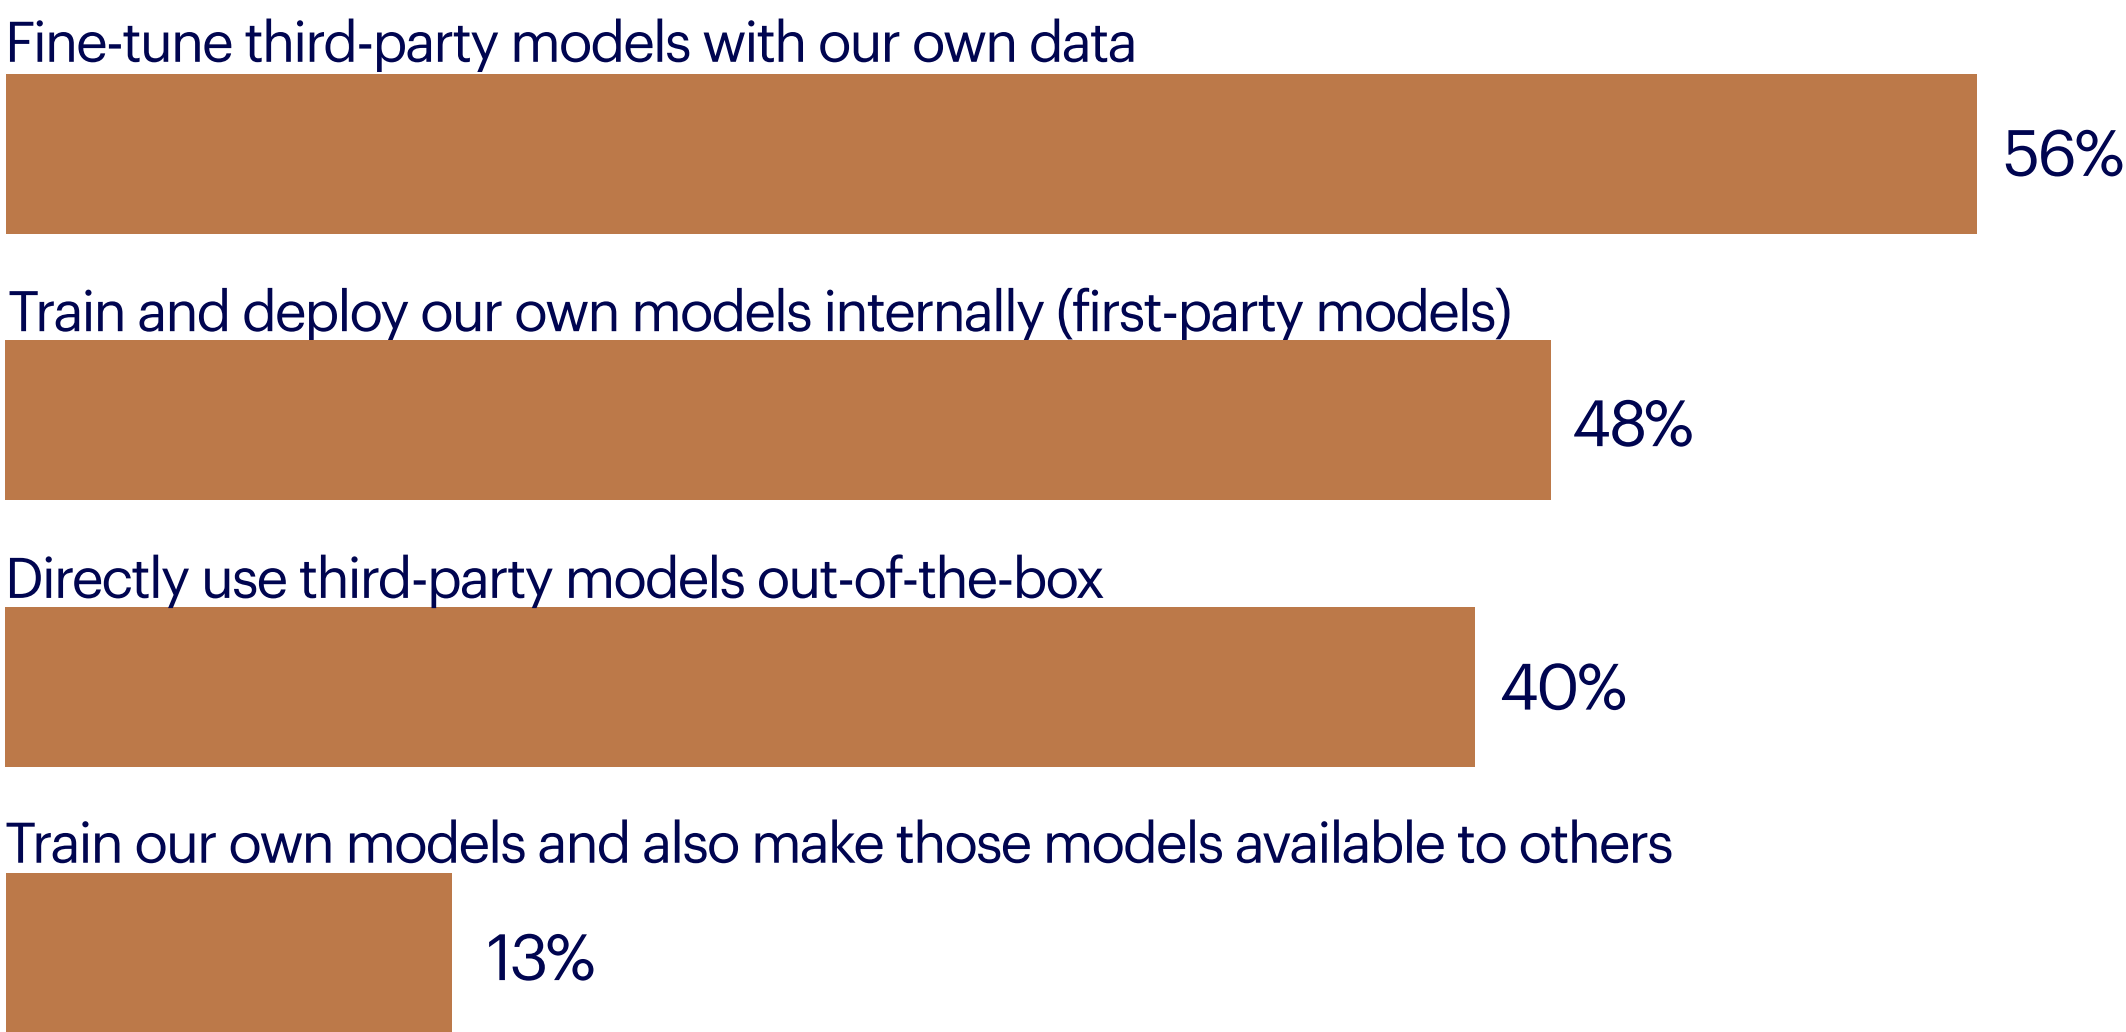 Fine-tune third-party models with our own data
56%
Train and deploy our own models internally (first-party models)
48%
Directly use third-party models out-of-the-box
40%
Train our own models and also make those models available to others
13%